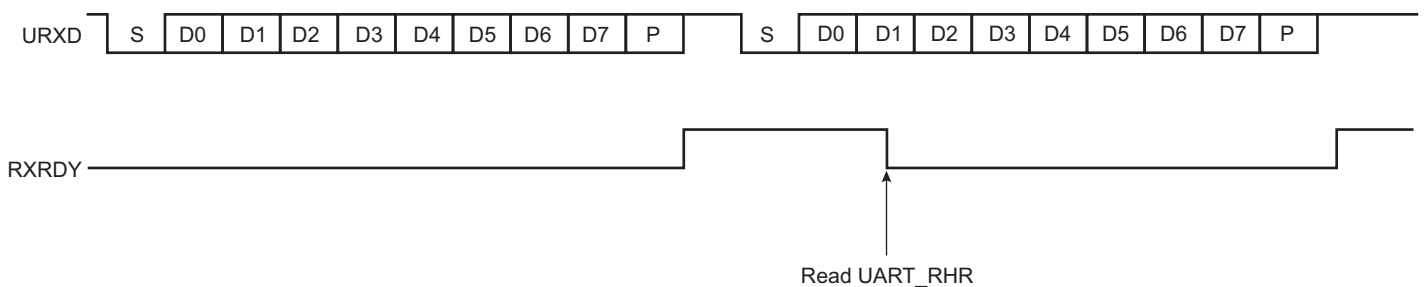 URXD S D0 D1 D2 D3 D4 D5 D6 D7 P S D0 D1 D2 D3 D4 D5 D6 D7 P
RXRDY
Read UART_RHR